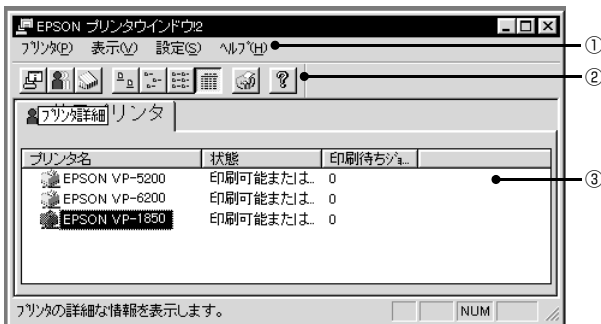 EPSON プリンタウインドウ!2
プリンタ(P) 表示(V) 設定(S) ヘルプ(H) ①
②
プリンタ詳細 リンタ
プリンタ名 状態 印刷待ちジョ...
EPSON VP-5200 印刷可能または... 0 ③
EPSON VP-6200 印刷可能または... 0
EPSON VP-1850 印刷可能または... 0
プリンタの詳細な情報を表示します。 NUM